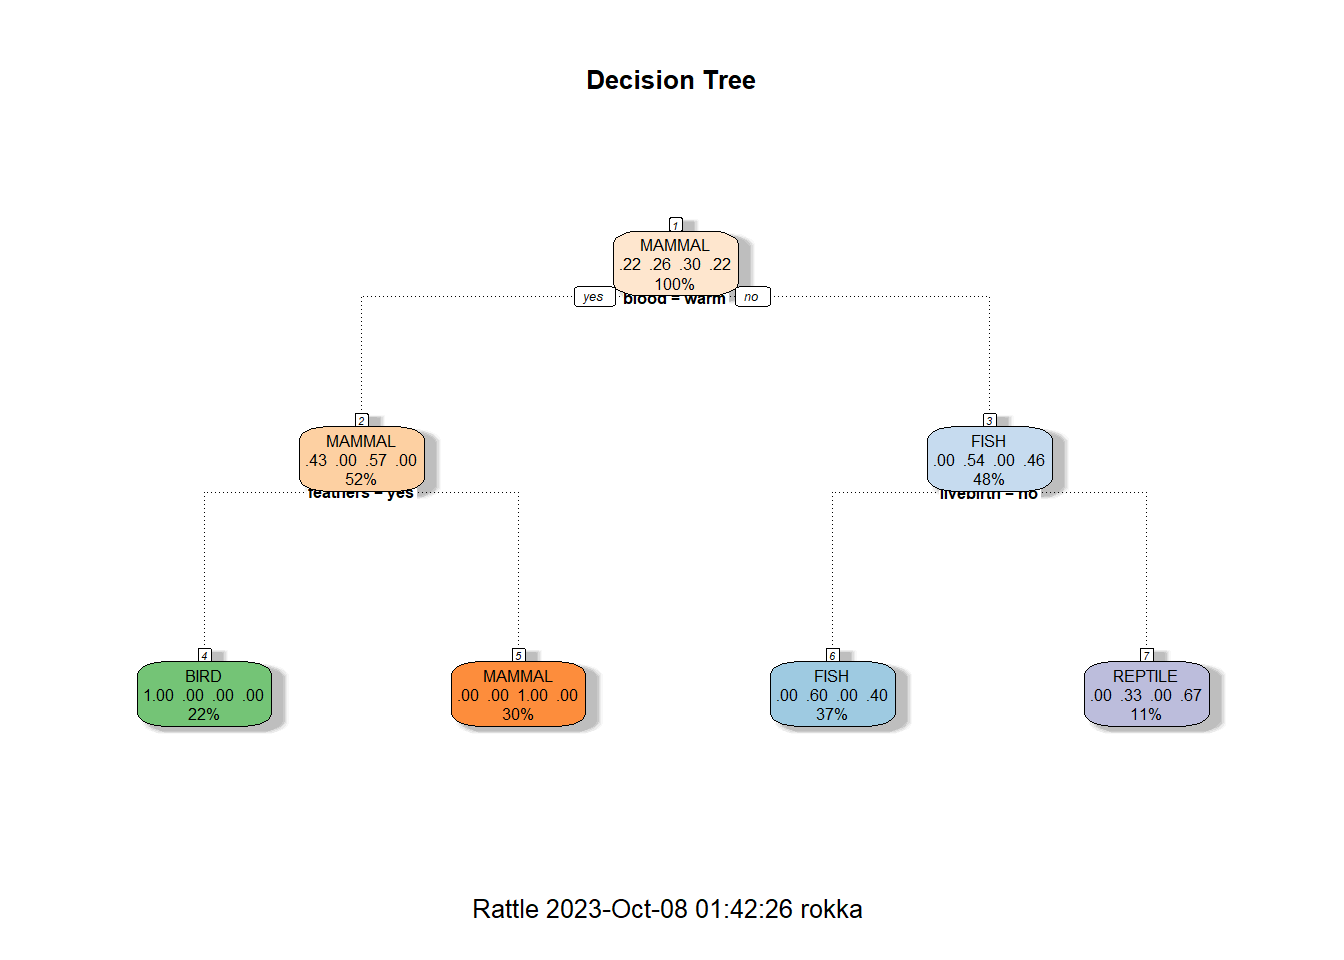 Decision Tree
1
MAMMAL
.22 .26 .30 .22
100%
yes blood = warm no
2
MAMMAL
.43 .00 .57 .00
52%
feathers = yes
3
FISH
.00 .54 .00 .46
48%
livebirth = no
4
BIRD
1.00 .00 .00 .00
22%
5
MAMMAL
.00 .00 1.00 .00
30%
6
FISH
.00 .60 .00 .40
37%
7
REPTILE
.00 .33 .00 .67
11%
Rattle 2023-Oct-08 01:42:26 rokka